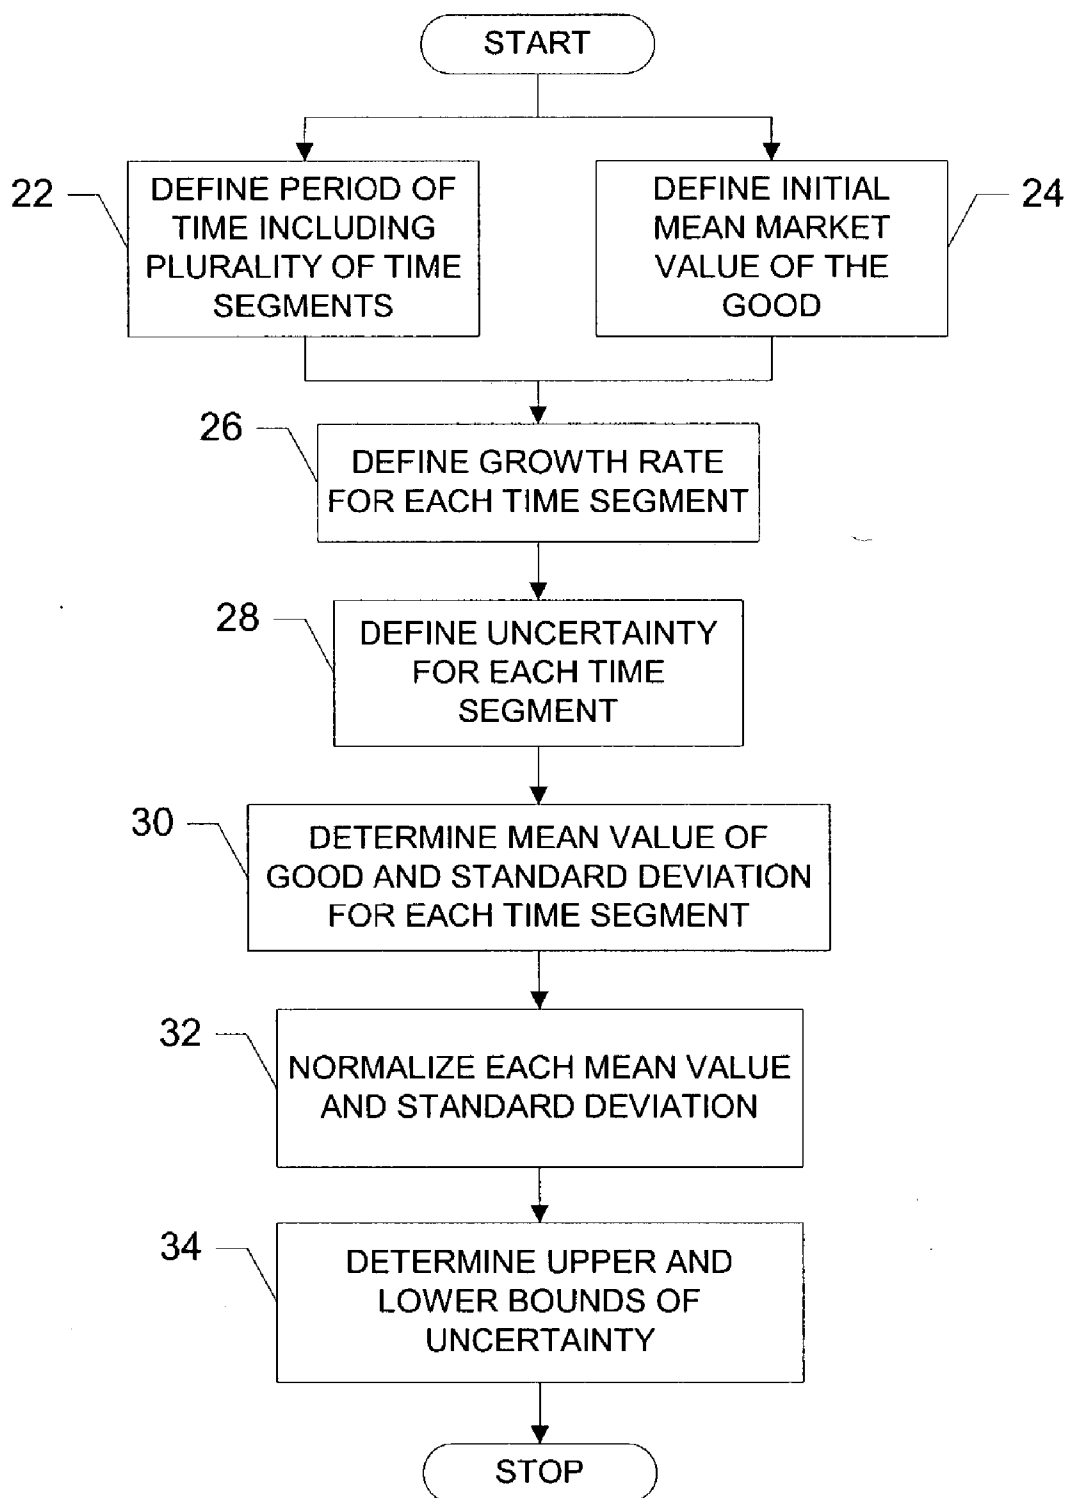 START
22
DEFINE PERIOD OF
TIME INCLUDING
PLURALITY OF TIME
SEGMENTS
DEFINE INITIAL
MEAN MARKET
VALUE OF THE
GOOD
24
26
DEFINE GROWTH RATE
FOR EACH TIME SEGMENT
28
DEFINE UNCERTAINTY
FOR EACH TIME
SEGMENT
30
DETERMINE MEAN VALUE OF
GOOD AND STANDARD DEVIATION
FOR EACH TIME SEGMENT
32
NORMALIZE EACH MEAN VALUE
AND STANDARD DEVIATION
34
DETERMINE UPPER AND
LOWER BOUNDS OF
UNCERTAINTY
STOP